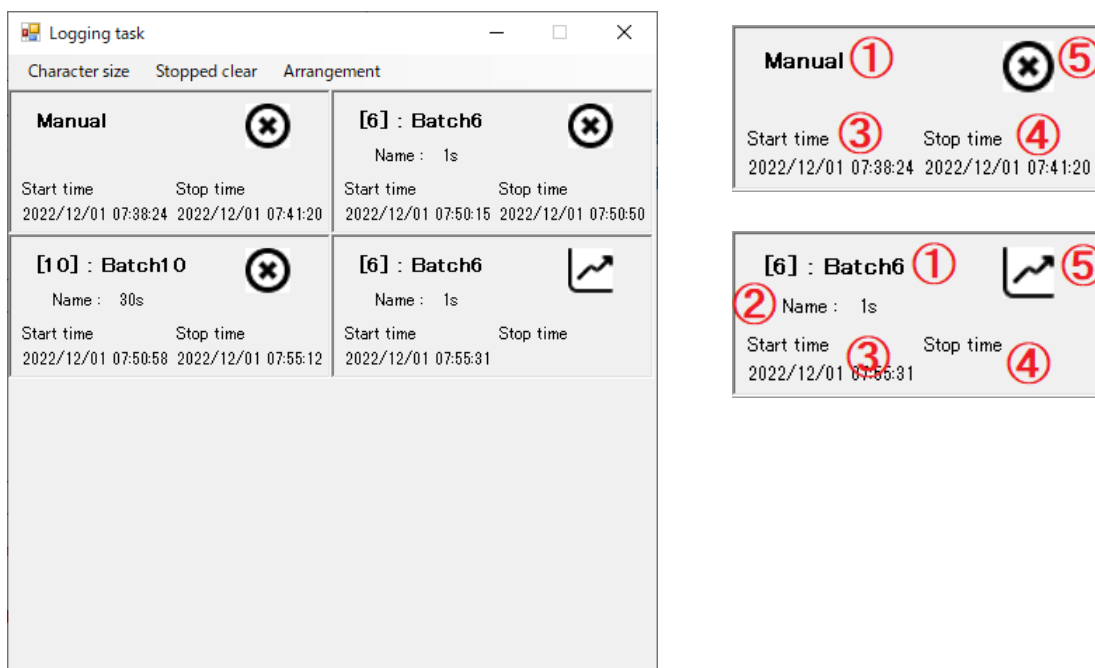 Logging task
Character size Stopped clear Arrangement
Manual
Start time Stop time
2022/12/01 07:38:24 2022/12/01 07:41:20
[6] : Batch6
Name : 1s
Start time Stop time
2022/12/01 07:50:15 2022/12/01 07:50:50
[10] : Batch10
Name : 30s
Start time Stop time
2022/12/01 07:50:58 2022/12/01 07:55:12
[6] : Batch6
Name : 1s
Start time Stop time
2022/12/01 07:55:31
Manual ① ⑤
Start time ③ Stop time ④
2022/12/01 07:38:24 2022/12/01 07:41:20
[6] : Batch6 ① ⑤
② Name : 1s
Start time ③ Stop time ④
2022/12/01 07:55:31